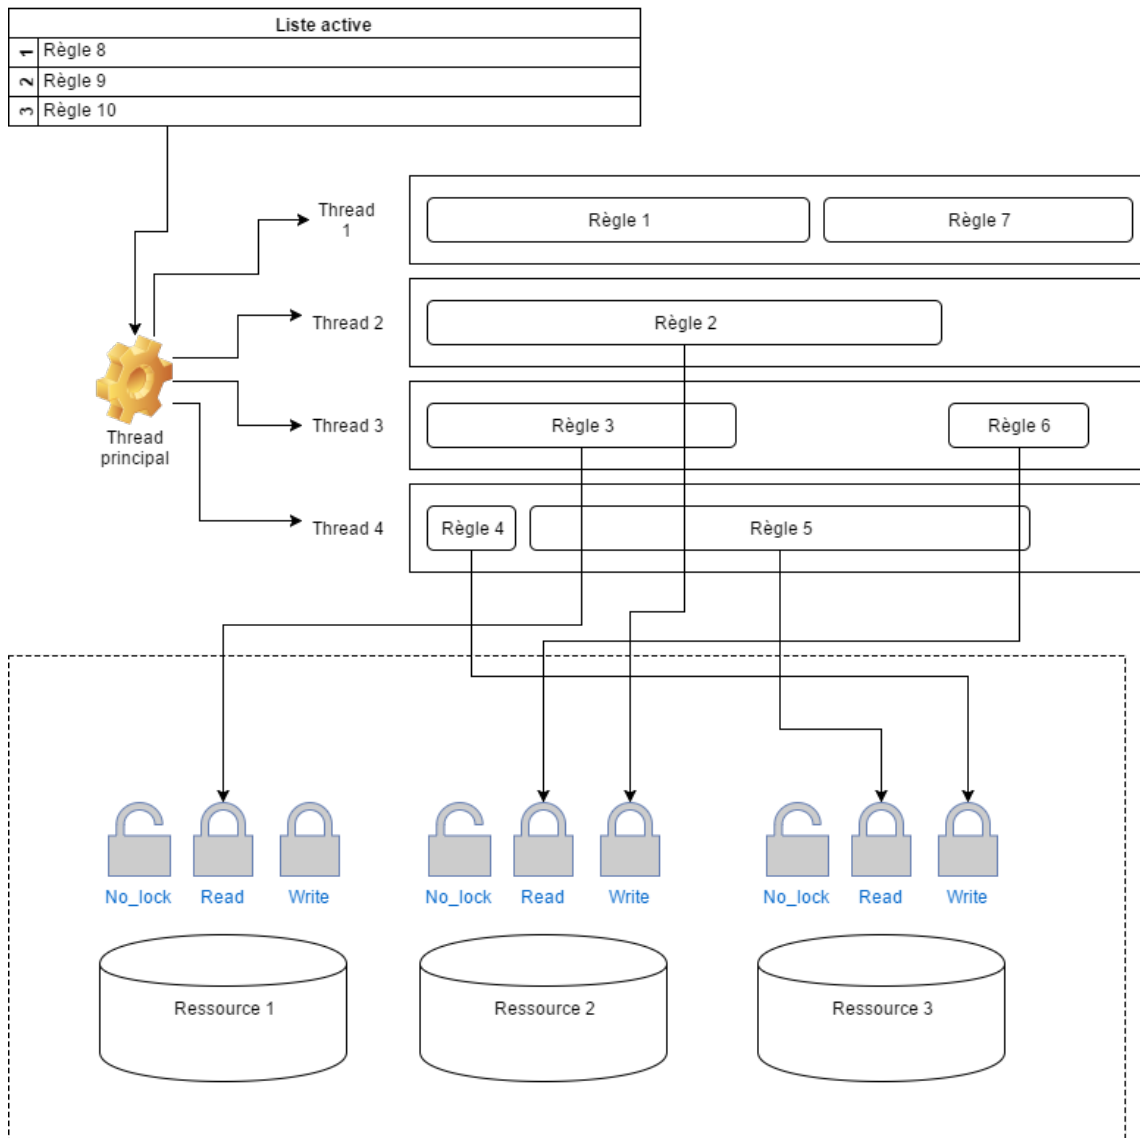 Liste active
1 Règle 8
2 Règle 9
3 Règle 10
Thread
1
Règle 1
Règle 7
Thread 2
Règle 2
Thread 3
Règle 3
Règle 6
Thread
principal
Thread 4
Règle 4
Règle 5
No_lock Read Write
No_lock Read Write
No_lock Read Write
Ressource 1
Ressource 2
Ressource 3